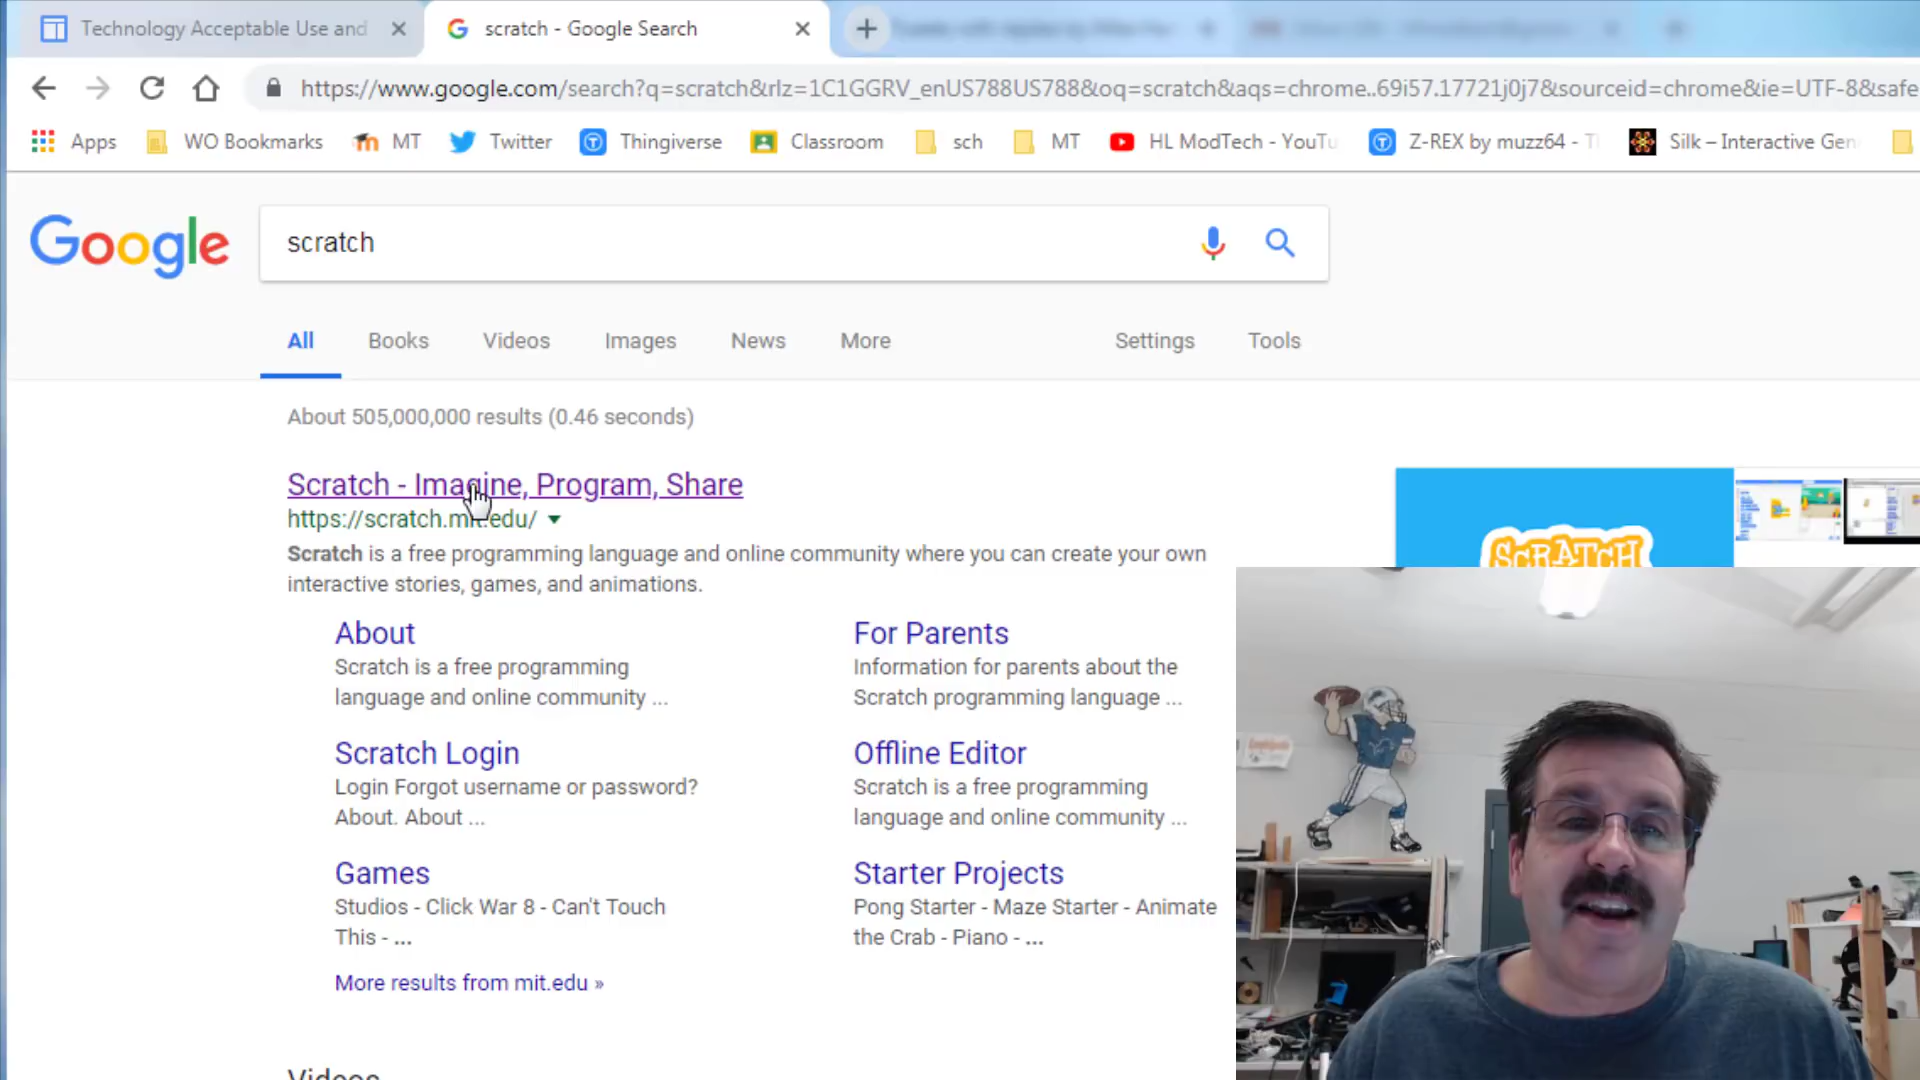 Technology Acceptable Use and
scratch - Google Search
https://www.google.com/search?q=scratch&rlz=1C1GGRV_enUS788US788&oq=scratch&aqs=chrome..69i57.17721j0j7&sourceid=chrome&ie=UTF-8&safe
Apps WO Bookmarks MT Twitter Thingiverse Classroom sch MT HL ModTech - YouTu Z-REX by muzz64 - T Silk – Interactive Gen
Google
scratch
All Books Videos Images News More Settings Tools
About 505,000,000 results (0.46 seconds)
Scratch - Imagine, Program, Share
https://scratch.mit.edu/
Scratch is a free programming language and online community where you can create your own
interactive stories, games, and animations.
SCRATCH
About
Scratch is a free programming
language and online community ...
For Parents
Information for parents about the
Scratch programming language ...
Scratch Login
Login Forgot username or password?
About. About ...
Offline Editor
Scratch is a free programming
language and online community ...
Games
Studios - Click War 8 - Can't Touch
This - ...
Starter Projects
Pong Starter - Maze Starter - Animate
the Crab - Piano - ...
More results from mit.edu »
Videos